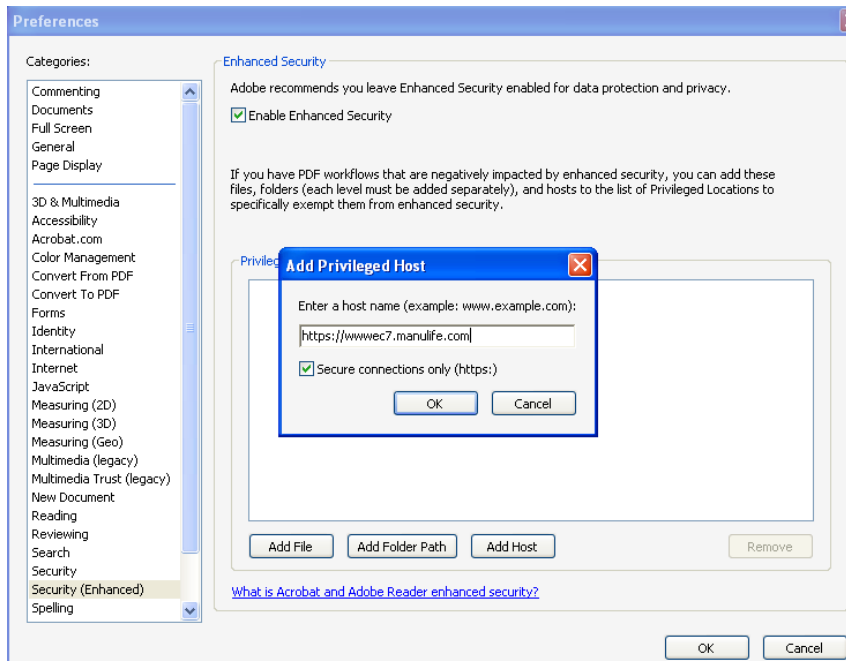 Preferences
Categories:
Commenting
Documents
Full Screen
General
Page Display
3D & Multimedia
Accessibility
Acrobat.com
Color Management
Convert From PDF
Convert To PDF
Forms
Identity
International
Internet
JavaScript
Measuring (2D)
Measuring (3D)
Measuring (Geo)
Multimedia (legacy)
Multimedia Trust (legacy)
New Document
Reading
Reviewing
Search
Security
Security (Enhanced)
Spelling
Enhanced Security
Adobe recommends you leave Enhanced Security enabled for data protection and privacy.
Enable Enhanced Security
If you have PDF workflows that are negatively impacted by enhanced security, you can add these
files, folders (each level must be added separately), and hosts to the list of Privileged Locations to
specifically exempt them from enhanced security.
Privileg
Add Privileged Host
Enter a host name (example: www.example.com):
https://wwwec7.manulife.com
Secure connections only (https:)
OK Cancel
Add File Add Folder Path Add Host Remove
What is Acrobat and Adobe Reader enhanced security?
OK Cancel